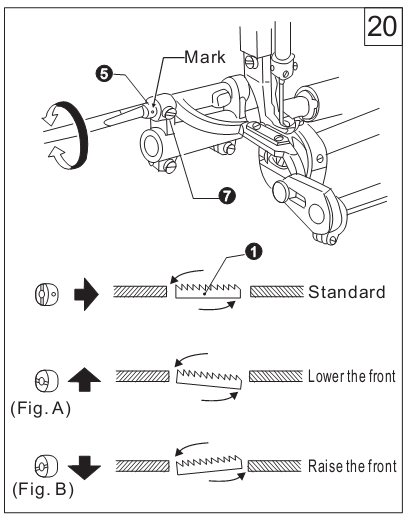 20
Mark
5
7
1
Standard
Lower the front
(Fig. A)
Raise the front
(Fig. B)